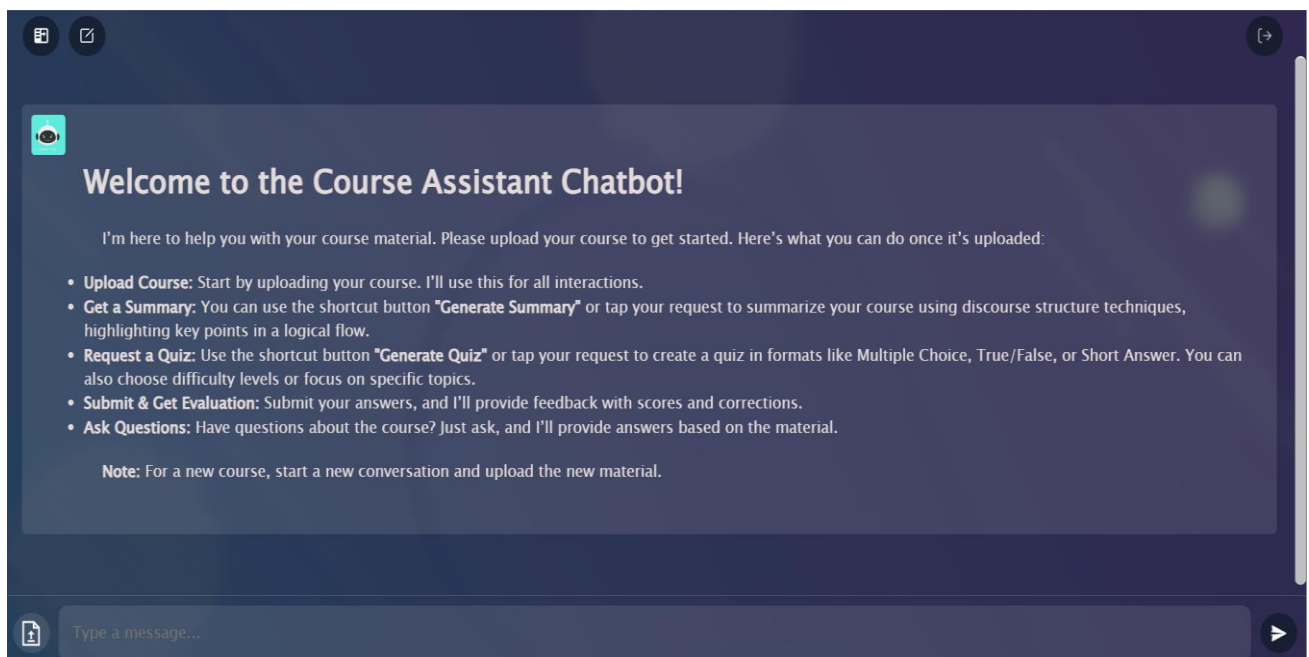 Welcome to the Course Assistant Chatbot!
I'm here to help you with your course material. Please upload your course to get started. Here's what you can do once it's uploaded:
• Upload Course: Start by uploading your course. I'll use this for all interactions.
• Get a Summary: You can use the shortcut button "Generate Summary" or tap your request to summarize your course using discourse structure techniques,
highlighting key points in a logical flow.
• Request a Quiz: Use the shortcut button "Generate Quiz" or tap your request to create a quiz in formats like Multiple Choice, True/False, or Short Answer. You can
also choose difficulty levels or focus on specific topics.
• Submit & Get Evaluation: Submit your answers, and I'll provide feedback with scores and corrections.
• Ask Questions: Have questions about the course? Just ask, and I'll provide answers based on the material.
Note: For a new course, start a new conversation and upload the new material.
Type a message...